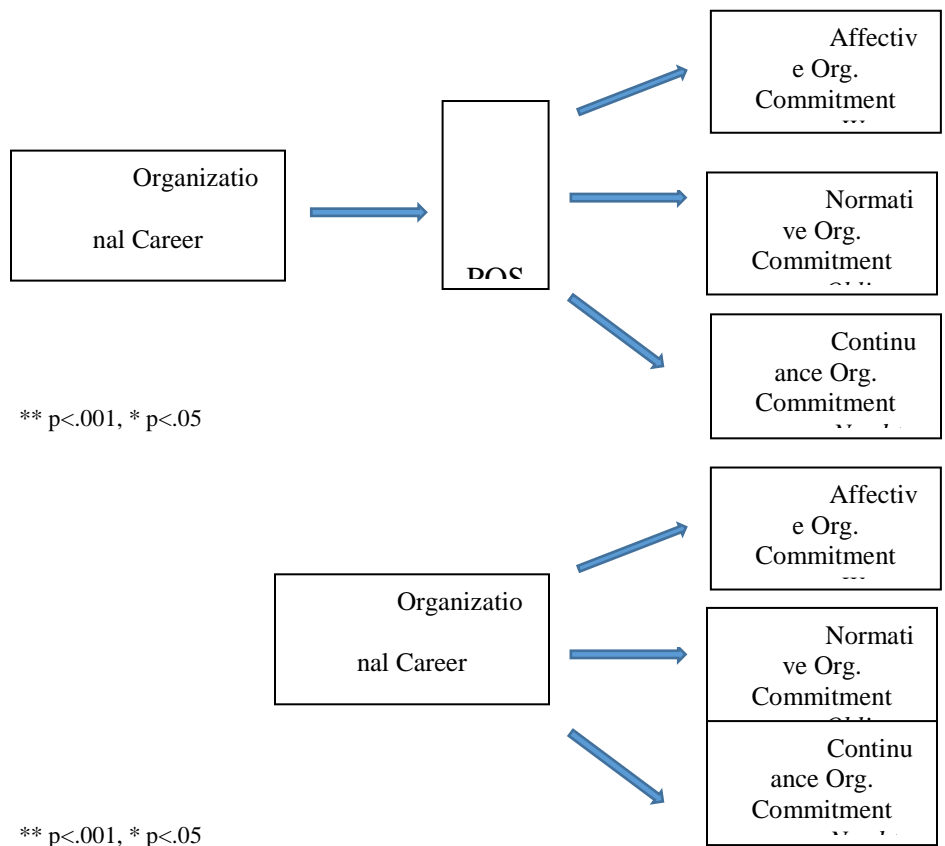 Affectiv
e Org.
Commitment
Organizatio
nal Career
POS
Normati
ve Org.
Commitment
Continu
ance Org.
Commitment
** p<.001, * p<.05
Affectiv
e Org.
Commitment
Organizatio
nal Career
Normati
ve Org.
Commitment
Continu
ance Org.
Commitment
** p<.001, * p<.05